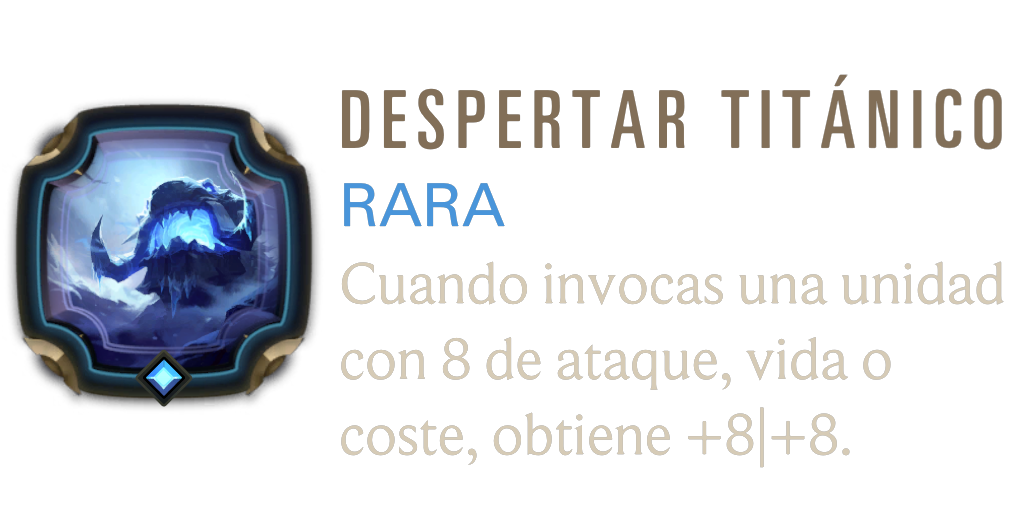 DESPERTAR TITÁNICO
RARA
Cuando invocas una unidad
con 8 de ataque, vida o
coste, obtiene +8|+8.